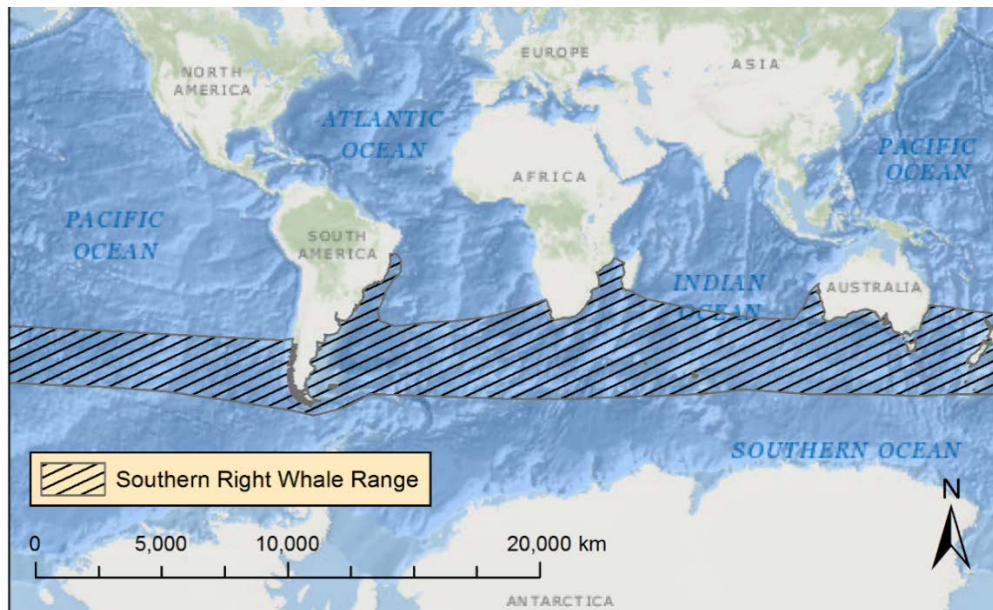 NORTH
AMERICA
EUROPE
ASIA
ATLANTIC
OCEAN
PACIFIC
OCEAN
AFRICA
PACIFIC
OCEAN
SOUTH
AMERICA
INDIAN
OCEAN
AUSTRALIA
SOUTHERN OCEAN
Southern Right Whale Range
N
0 5,000 10,000 20,000 km
ANTARCTICA